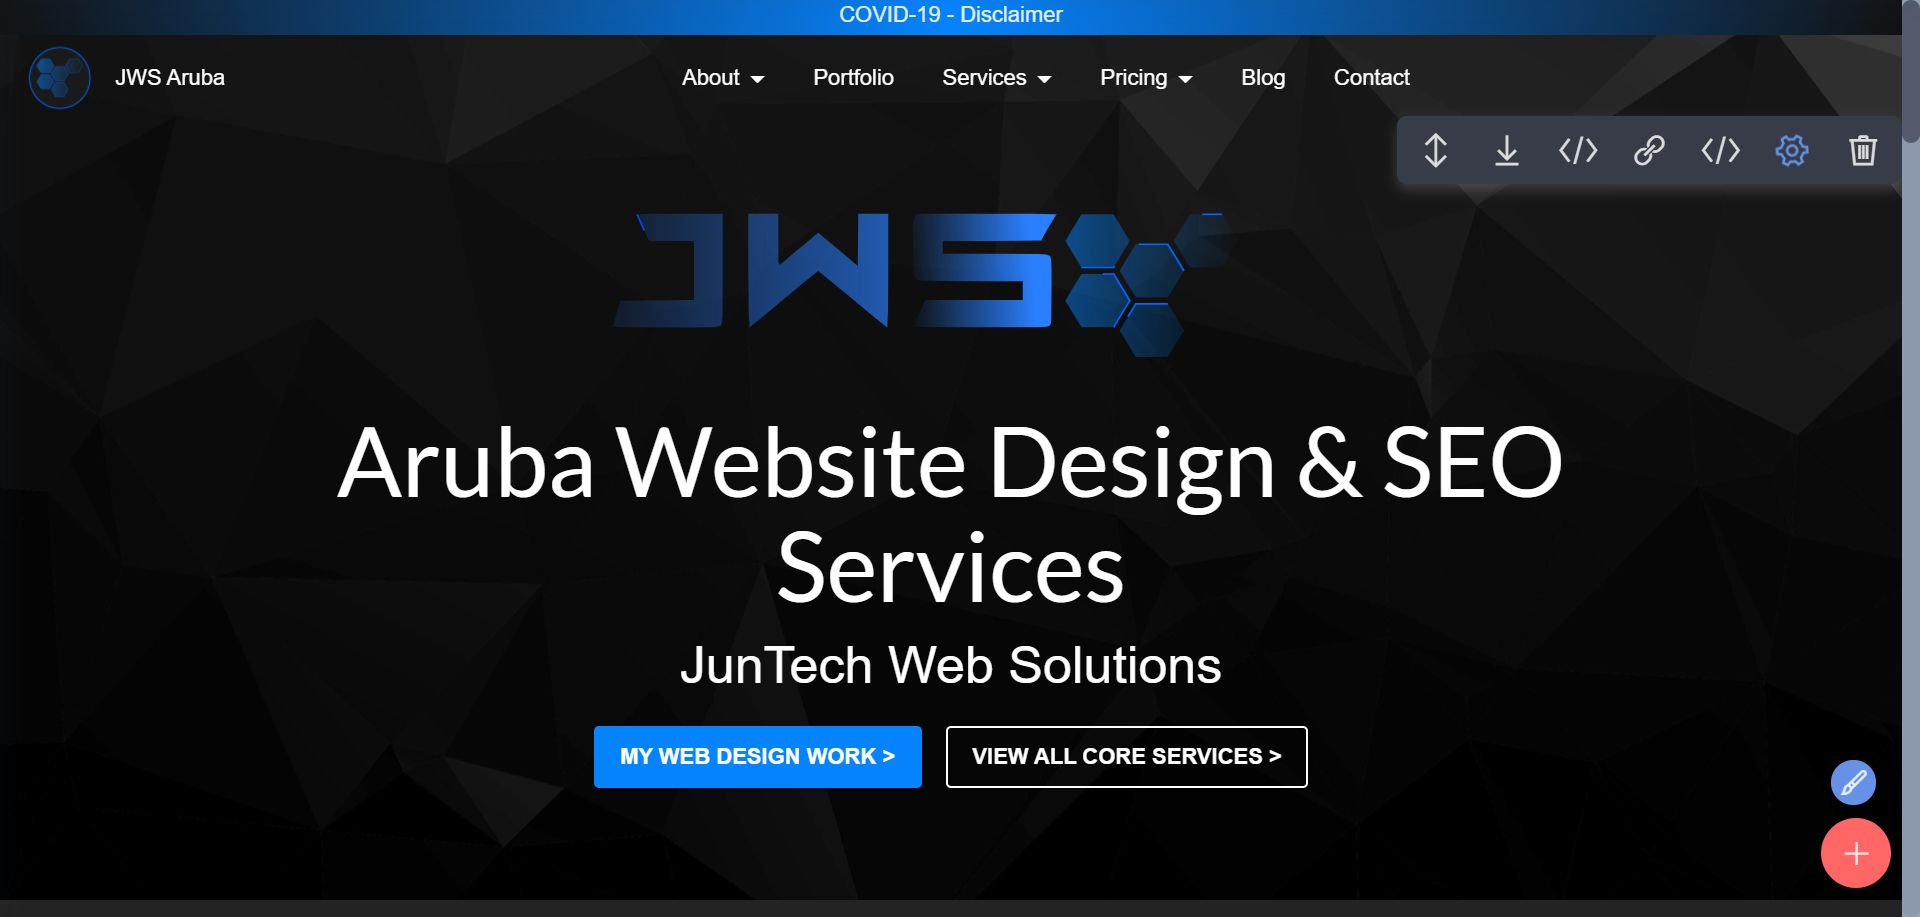 COVID-19 - Disclaimer
JWS Aruba
About
Portfolio
Services
Pricing
Blog
Contact
JWS
Aruba Website Design & SEO
Services
JunTech Web Solutions
MY WEB DESIGN WORK >
VIEW ALL CORE SERVICES >